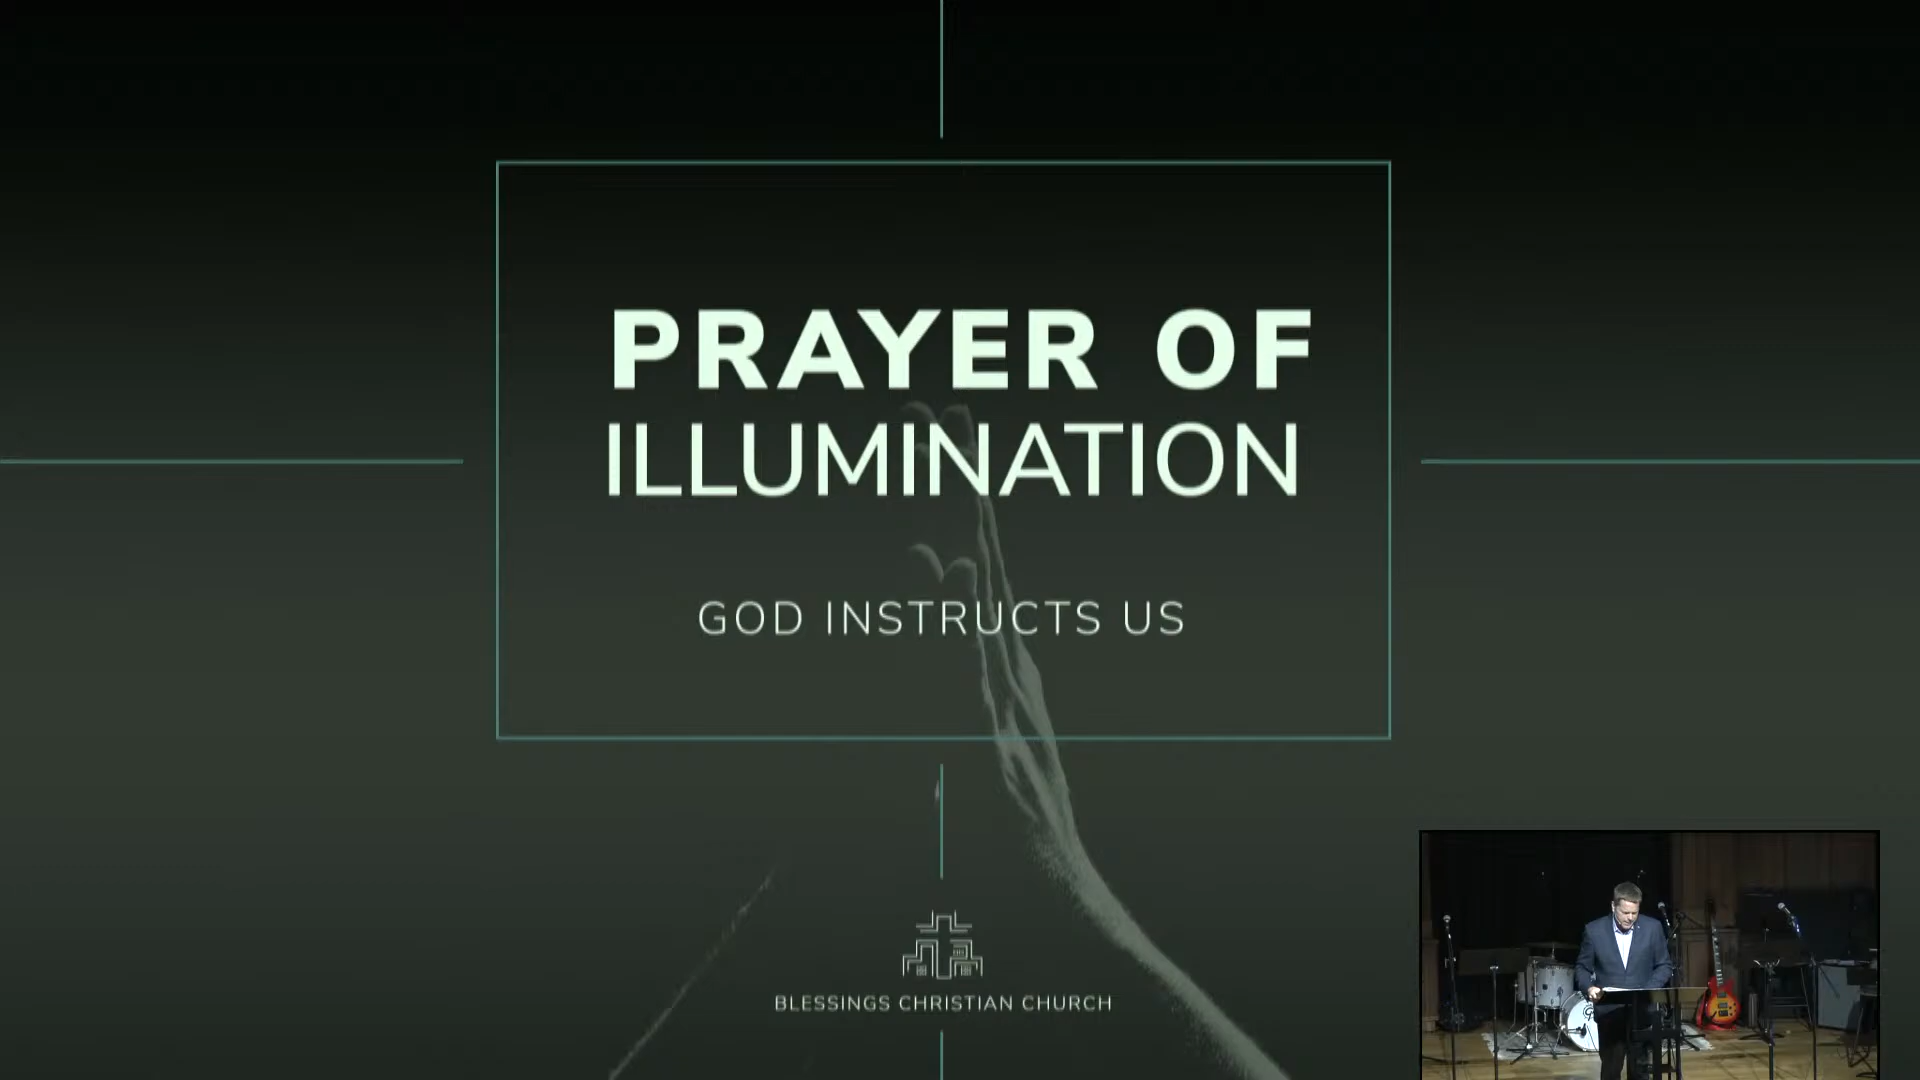 PRAYER OF
ILLUMINATION
GOD INSTRUCTS US
BLESSINGS CHRISTIAN CHURCH